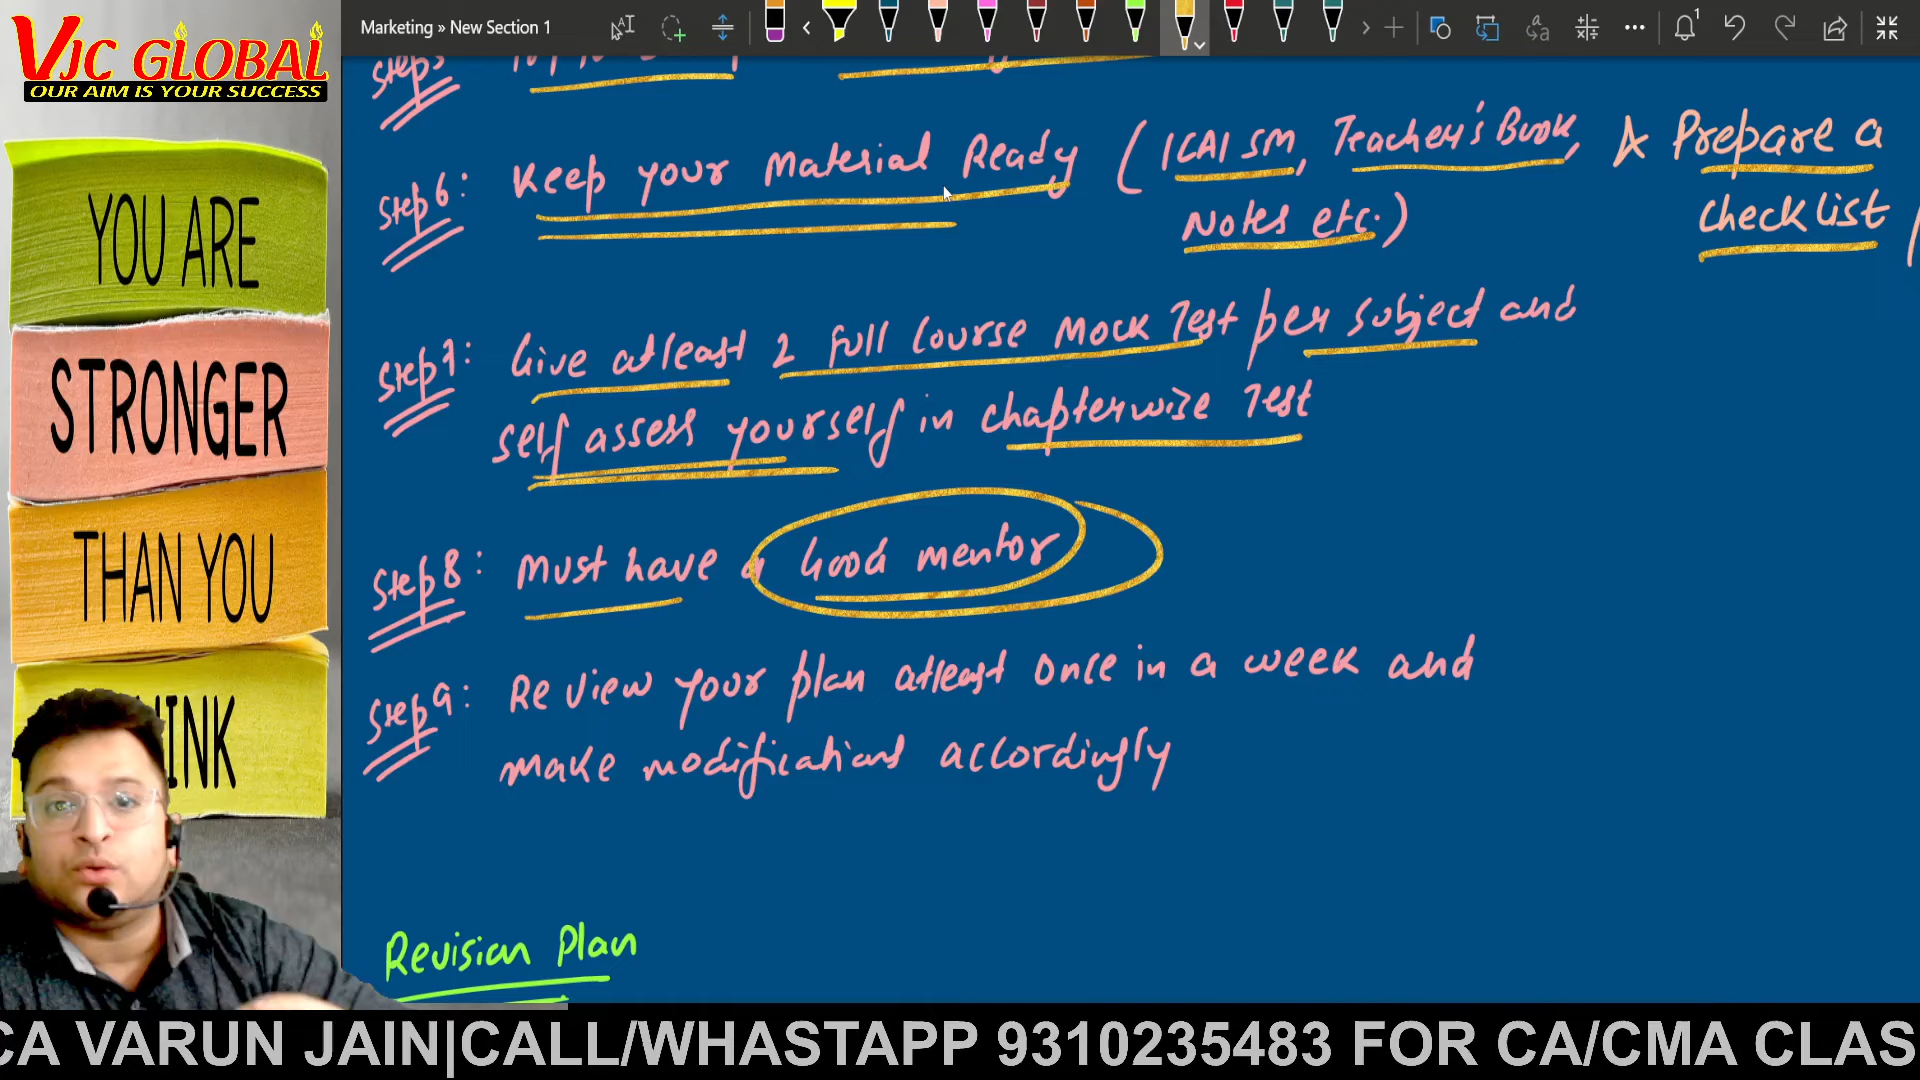 VJC GLOBAL
OUR AIM IS YOUR SUCCESS
Marketing » New Section 1
YOU ARE
STRONGER
THAN YOU
INK
Step 6: Keep your Material Ready (ICAI SM, Teacher's Book, Notes etc.)
Prepare a checklist
Step 7: Give atleast 2 Full Course Mock Test per subject and
self assess yourself in chapterwise Test
Step 8: Must have a Good mentor
Step 9: Review your plan atleast once in a week and
make modifications accordingly
Revision Plan
CA VARUN JAIN|CALL/WHASTAPP 9310235483 FOR CA/CMA CLAS